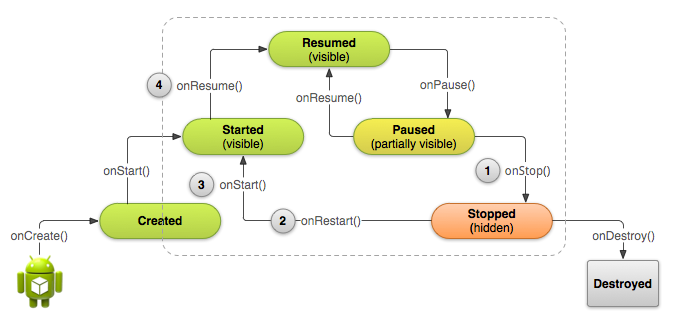 Resumed
(visible)
4
onResume()
onResume()
onPause()
Started
(visible)
Paused
(partially visible)
onStart()
3
onStart()
1
onStop()
Created
2
onRestart()
Stopped
(hidden)
onCreate()
onDestroy()
Destroyed